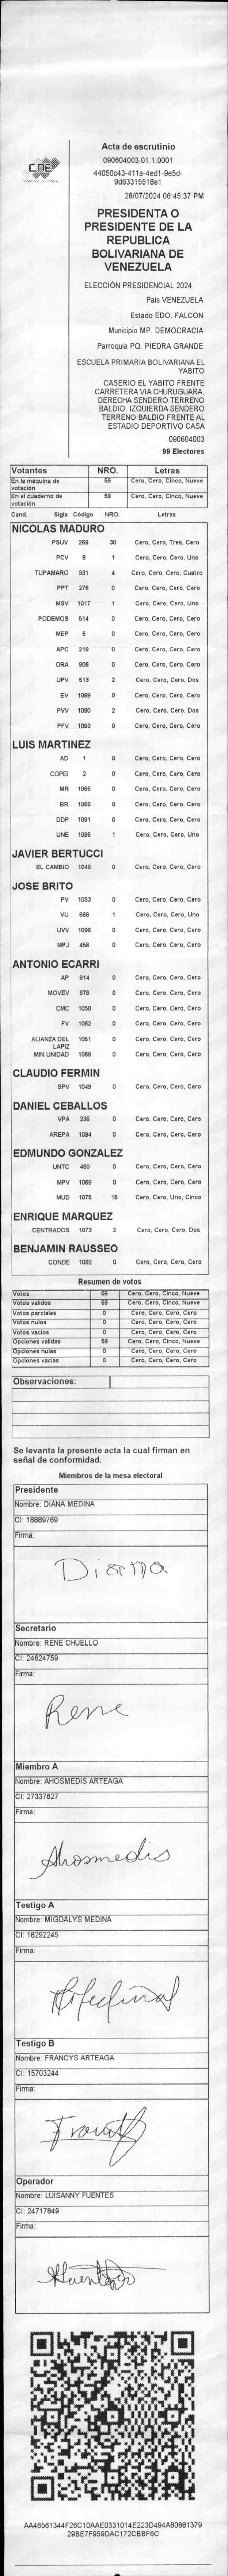 CNE
Acta de escrutinio
090604003.01.1.0001
44050c43-411a-4ed1-9e5d-
9d63315518e1
28/07/2024 06:45:37 PM
PRESIDENTA O
PRESIDENTE DE LA
REPUBLICA
BOLIVARIANA DE
VENEZUELA
ELECCIÓN PRESIDENCIAL 2024
País VENEZUELA
Estado EDO. FALCON
Municipio MP. DEMOCRACIA
Parroquia PQ. PIEDRA GRANDE
ESCUELA PRIMARIA BOLIVARIANA EL
YABITO
CASERIO EL YABITO FRENTE
CARRETERA VIA CHURUGUARA.
DERECHA SENDERO TERRENO
BALDIO. IZQUIERDA SENDERO
TERRENO BALDIO FRENTE AL
ESTADIO DEPORTIVO CASA
090604003
99 Electores
Votantes NRO. Letras
En la máquina de votación 59 Cero, Cero, Cinco, Nueve
En el cuaderno de votación 59 Cero, Cero, Cinco, Nueve
Cand. Sigla Código NRO. Letras
NICOLAS MADURO
PSUV 269 30 Cero, Cero, Tres, Cero
PCV 9 1 Cero, Cero, Cero, Uno
TUPAMARO 931 4 Cero, Cero, Cero, Cuatro
PPT 276 0 Cero, Cero, Cero, Cero
MSV 1017 1 Cero, Cero, Cero, Uno
PODEMOS 514 0 Cero, Cero, Cero, Cero
MEP 6 0 Cero, Cero, Cero, Cero
APC 219 0 Cero, Cero, Cero, Cero
ORA 906 0 Cero, Cero, Cero, Cero
UPV 613 2 Cero, Cero, Cero, Dos
EV 1089 0 Cero, Cero, Cero, Cero
PVV 1090 2 Cero, Cero, Cero, Dos
PFV 1093 0 Cero, Cero, Cero, Cero
LUIS MARTINEZ
AD 1 0 Cero, Cero, Cero, Cero
COPEI 2 0 Cero, Cero, Cero, Cero
MR 1065 0 Cero, Cero, Cero, Cero
BR 1066 0 Cero, Cero, Cero, Cero
DDP 1091 0 Cero, Cero, Cero, Cero
UNE 1095 1 Cero, Cero, Cero, Uno
JAVIER BERTUCCI
EL CAMBIO 1048 0 Cero, Cero, Cero, Cero
JOSE BRITO
PV 1053 0 Cero, Cero, Cero, Cero
VU 868 1 Cero, Cero, Cero, Uno
UVV 1096 0 Cero, Cero, Cero, Cero
MPJ 458 0 Cero, Cero, Cero, Cero
ANTONIO ECARRI
AP 814 0 Cero, Cero, Cero, Cero
MOVEV 879 0 Cero, Cero, Cero, Cero
CMC 1050 0 Cero, Cero, Cero, Cero
FV 1062 0 Cero, Cero, Cero, Cero
ALIANZA DEL LAPIZ 1051 0 Cero, Cero, Cero, Cero
MIN UNIDAD 1068 0 Cero, Cero, Cero, Cero
CLAUDIO FERMIN
SPV 1049 0 Cero, Cero, Cero, Cero
DANIEL CEBALLOS
VPA 236 0 Cero, Cero, Cero, Cero
AREPA 1094 0 Cero, Cero, Cero, Cero
EDMUNDO GONZALEZ
UNTC 460 0 Cero, Cero, Cero, Cero
MPV 1069 0 Cero, Cero, Cero, Cero
MUD 1075 15 Cero, Cero, Uno, Cinco
ENRIQUE MARQUEZ
CENTRADOS 1073 2 Cero, Cero, Cero, Dos
BENJAMIN RAUSSEO
CONDE 1092 0 Cero, Cero, Cero, Cero
Resumen de votos
Votos 59 Cero, Cero, Cinco, Nueve
Votos validos 59 Cero, Cero, Cinco, Nueve
Votos parciales 0 Cero, Cero, Cero, Cero
Votos nulos 0 Cero, Cero, Cero, Cero
Votos vacios 0 Cero, Cero, Cero, Cero
Opciones validas 59 Cero, Cero, Cinco, Nueve
Opciones nulas 0 Cero, Cero, Cero, Cero
Opciones vacias 0 Cero, Cero, Cero, Cero
Observaciones:
Se levanta la presente acta la cual firman en
señal de conformidad.
Miembros de la mesa electoral
Presidente
Nombre: DIANA MEDINA
CI: 18889769
Firma:
Diana
Secretario
Nombre: RENE CHUELLO
CI: 24624759
Firma:
Rene
Miembro A
Nombre: AHOSMEDIS ARTEAGA
CI: 27337627
Firma:
Ahosmedis
Testigo A
Nombre: MIGDALYS MEDINA
CI: 18292245
Firma:
Testigo B
Nombre: FRANCYS ARTEAGA
CI: 15703244
Firma:
Operador
Nombre: LUISANNY FUENTES
CI: 24717849
Firma:
AA46561344F26C10AAE0331014E223D494A80881379
29BE7F959DAC172CBBF6C